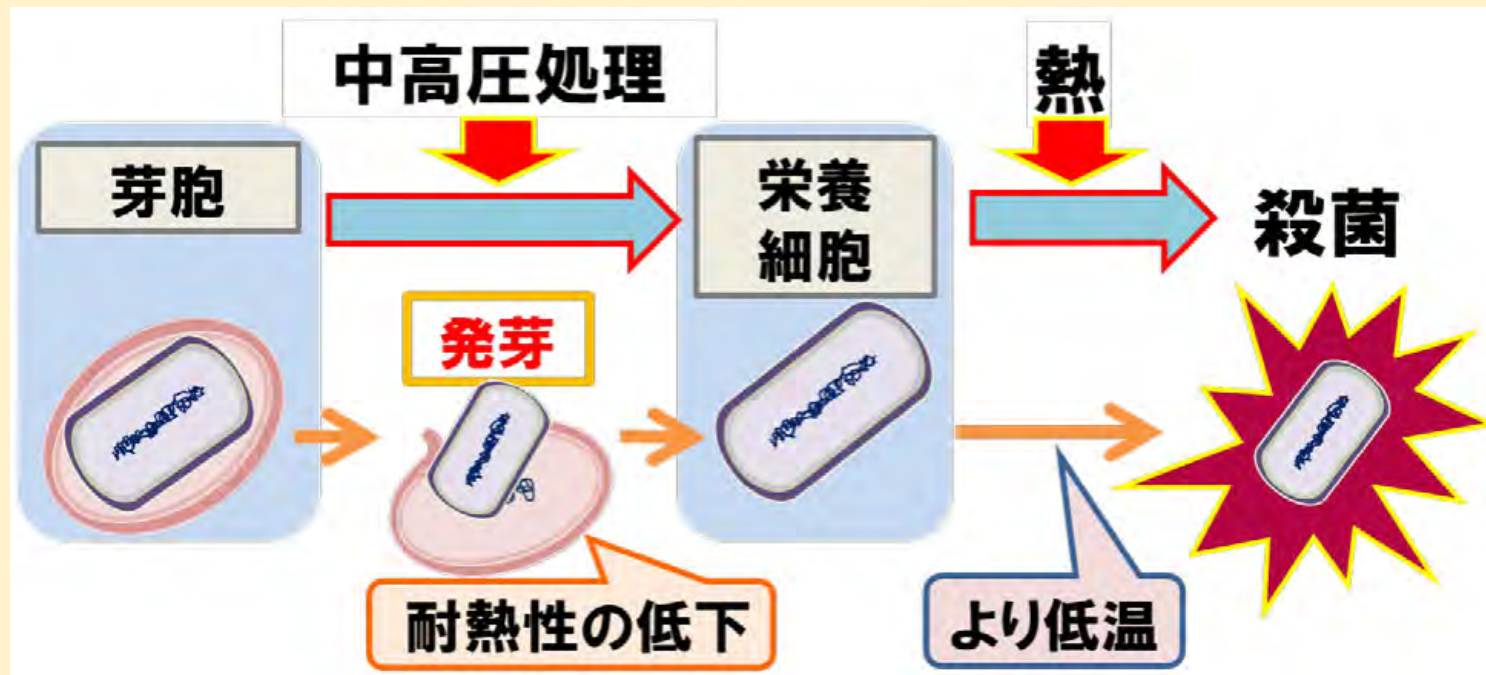 中高圧処理
熱
芽胞
栄養
細胞
殺菌
発芽
耐熱性の低下
より低温